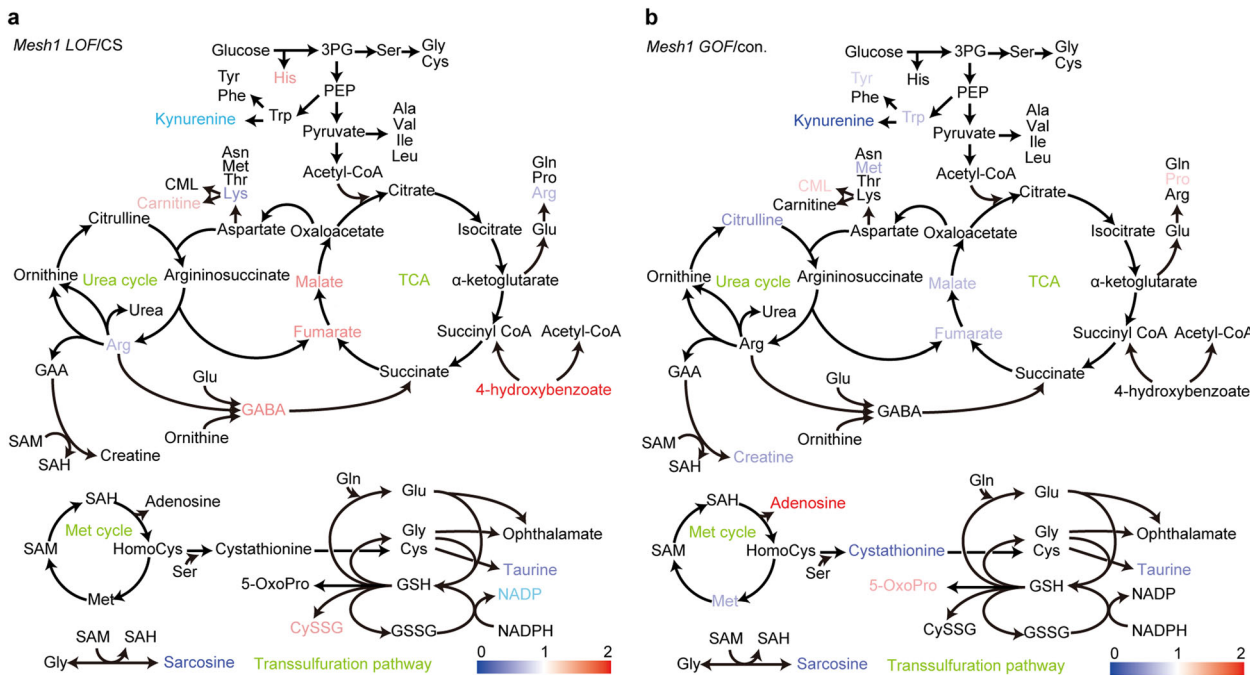 a
Mesh1 LOF/CS
Glucose
3PG
Ser
Gly
Cys
His
Tyr
Phe
PEP
Trp
Kynurenine
Pyruvate
Ala
Val
Ile
Leu
Asn
Met
Thr
Lys
CML
Carnitine
Acetyl-CoA
Gln
Pro
Arg
Citrate
Citrulline
Aspartate
Oxaloacetate
Isocitrate
Glu
Ornithine
Urea cycle
Argininosuccinate
Malate
TCA
α-ketoglutarate
Urea
Arg
Fumarate
Succinyl CoA
Acetyl-CoA
GAA
Glu
Succinate
4-hydroxybenzoate
GABA
Ornithine
SAM
SAH
Creatine
SAH
Adenosine
Met cycle
SAM
HomoCys
Ser
Met
Cystathionine
Gln
Glu
Gly
Cys
Ophthalamate
Taurine
5-OxoPro
GSH
NADP
CySSG
GSSG
NADPH
SAM
SAH
Gly
Sarcosine
Transsulfuration pathway
0 1 2
b
Mesh1 GOF/con.
Glucose
3PG
Ser
Gly
Cys
His
Tyr
Phe
PEP
Trp
Kynurenine
Pyruvate
Ala
Val
Ile
Leu
Asn
Met
Thr
Lys
CML
Carnitine
Acetyl-CoA
Gln
Pro
Arg
Citrate
Citrulline
Aspartate
Oxaloacetate
Isocitrate
Glu
Ornithine
Urea cycle
Argininosuccinate
Malate
TCA
α-ketoglutarate
Urea
Arg
Fumarate
Succinyl CoA
Acetyl-CoA
GAA
Glu
Succinate
4-hydroxybenzoate
GABA
Ornithine
SAM
SAH
Creatine
SAH
Adenosine
Met cycle
SAM
HomoCys
Ser
Met
Cystathionine
Gln
Glu
Gly
Cys
Ophthalamate
Taurine
5-OxoPro
GSH
NADP
CySSG
GSSG
NADPH
SAM
SAH
Gly
Sarcosine
Transsulfuration pathway
0 1 2